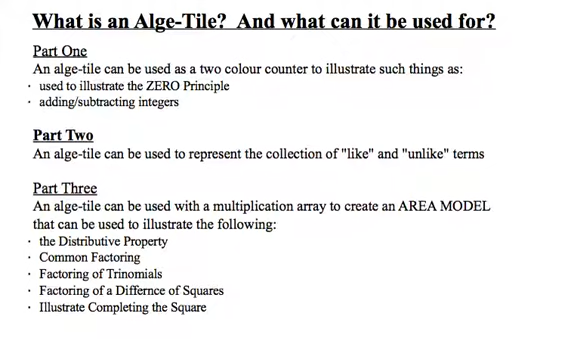 What is an Alge-Tile? And what can it be used for?
Part One
An alge-tile can be used as a two colour counter to illustrate such things as:
· used to illustrate the ZERO Principle
· adding/subtracting integers
Part Two
An alge-tile can be used to represent the collection of "like" and "unlike" terms
Part Three
An alge-tile can be used with a multiplication array to create an AREA MODEL
that can be used to illustrate the following:
· the Distributive Property
· Common Factoring
· Factoring of Trinomials
· Factoring of a Differnce of Squares
· Illustrate Completing the Square